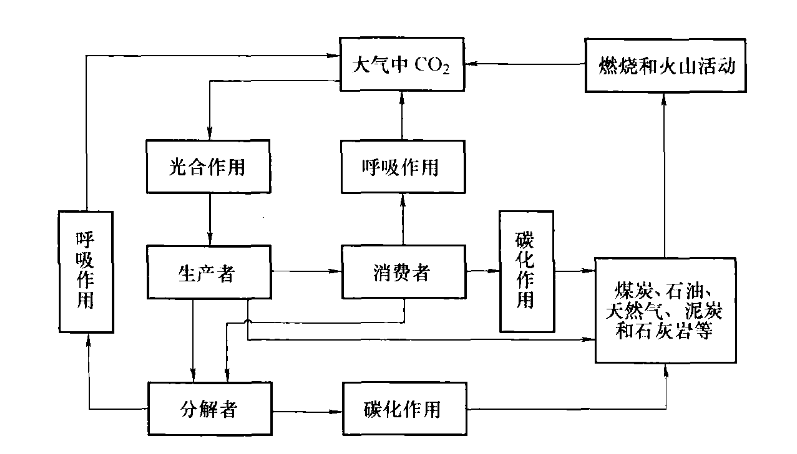 大气中 CO₂
燃烧和火山活动
光合作用
呼吸作用
呼吸作用
碳化作用
生产者
消费者
煤炭、石油、
天然气、泥炭
和石灰岩等
分解者
碳化作用